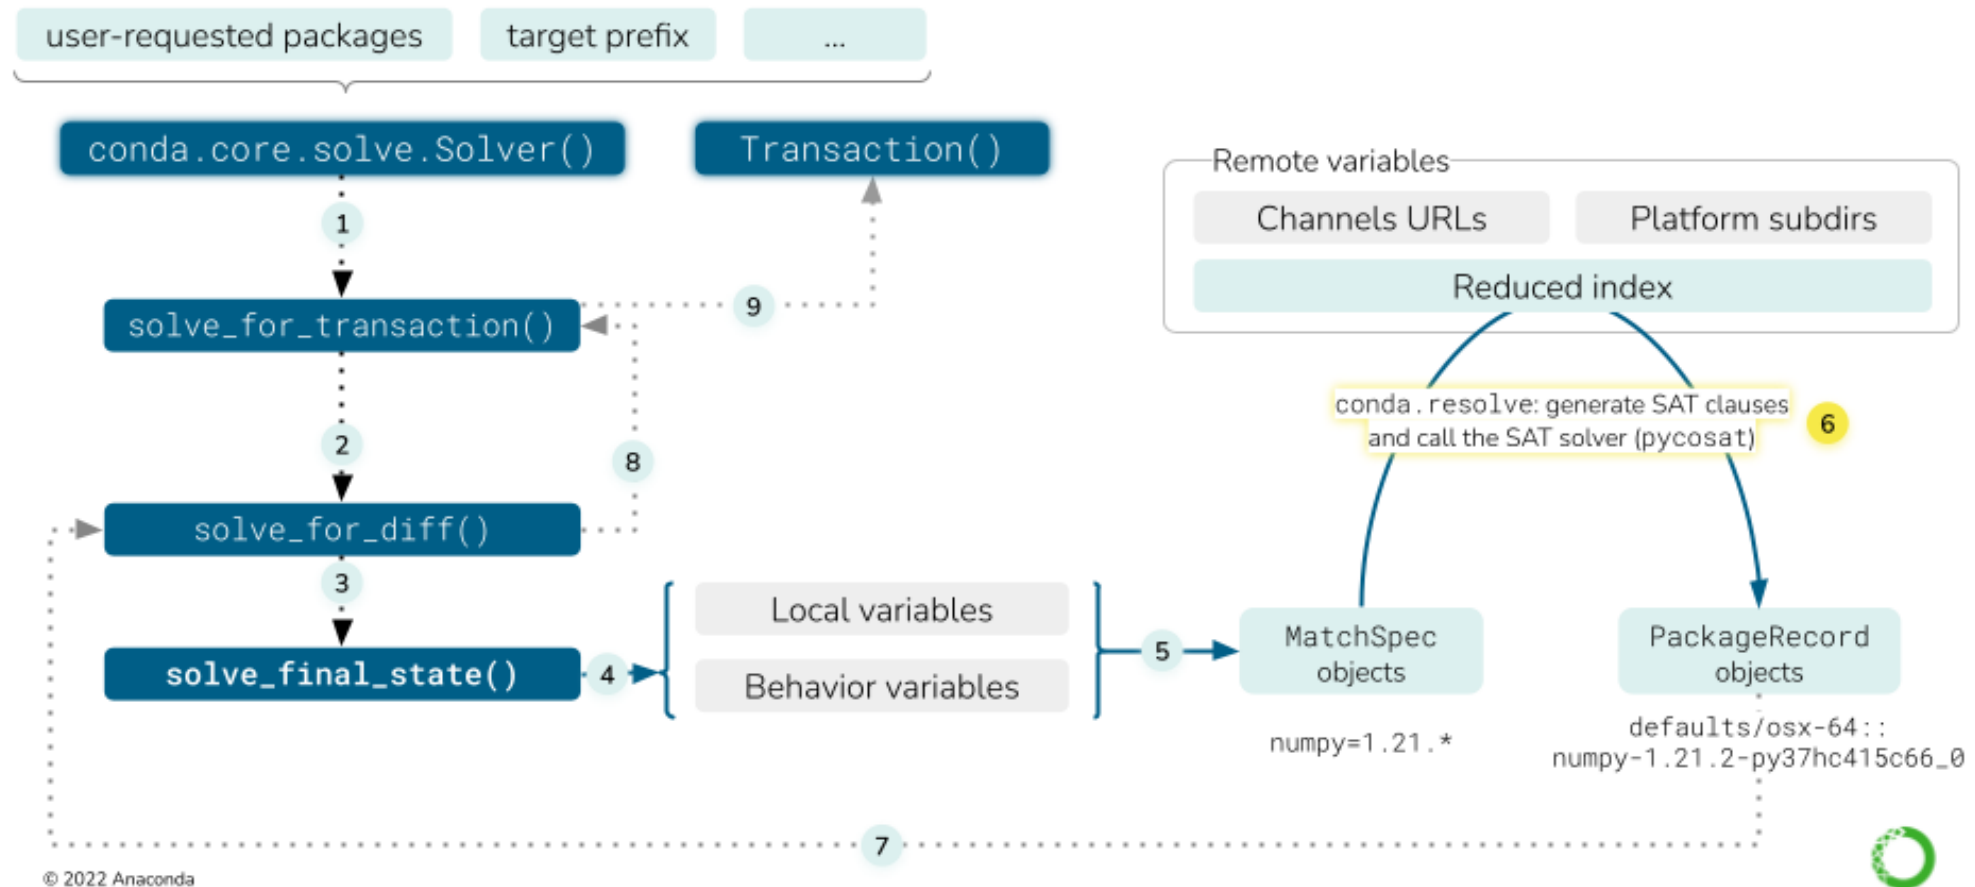 user-requested packages
target prefix
...
conda.core.solve.Solver()
Transaction()
Remote variables
Channels URLs
Platform subdirs
Reduced index
1
solve_for_transaction()
9
conda.resolve: generate SAT clauses
and call the SAT solver (pycosat)
6
2
8
solve_for_diff()
3
Local variables
Behavior variables
solve_final_state()
4
5
MatchSpec
objects
PackageRecord
objects
numpy=1.21.*
defaults/osx-64::
numpy-1.21.2-py37hc415c66_0
7
© 2022 Anaconda